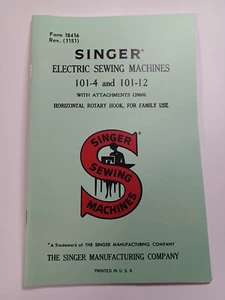 Form 18416
Rev. (1151)
SINGER*
ELECTRIC SEWING MACHINES
101-4 and 101-12
WITH ATTACHMENTS 120606
HORIZONTAL ROTARY HOOK, FOR FAMILY USE
SINGER
SEWING
MACHINES
*A Trademark of THE SINGER MANUFACTURING COMPANY
THE SINGER MANUFACTURING COMPANY
PRINTED IN U. S. A.